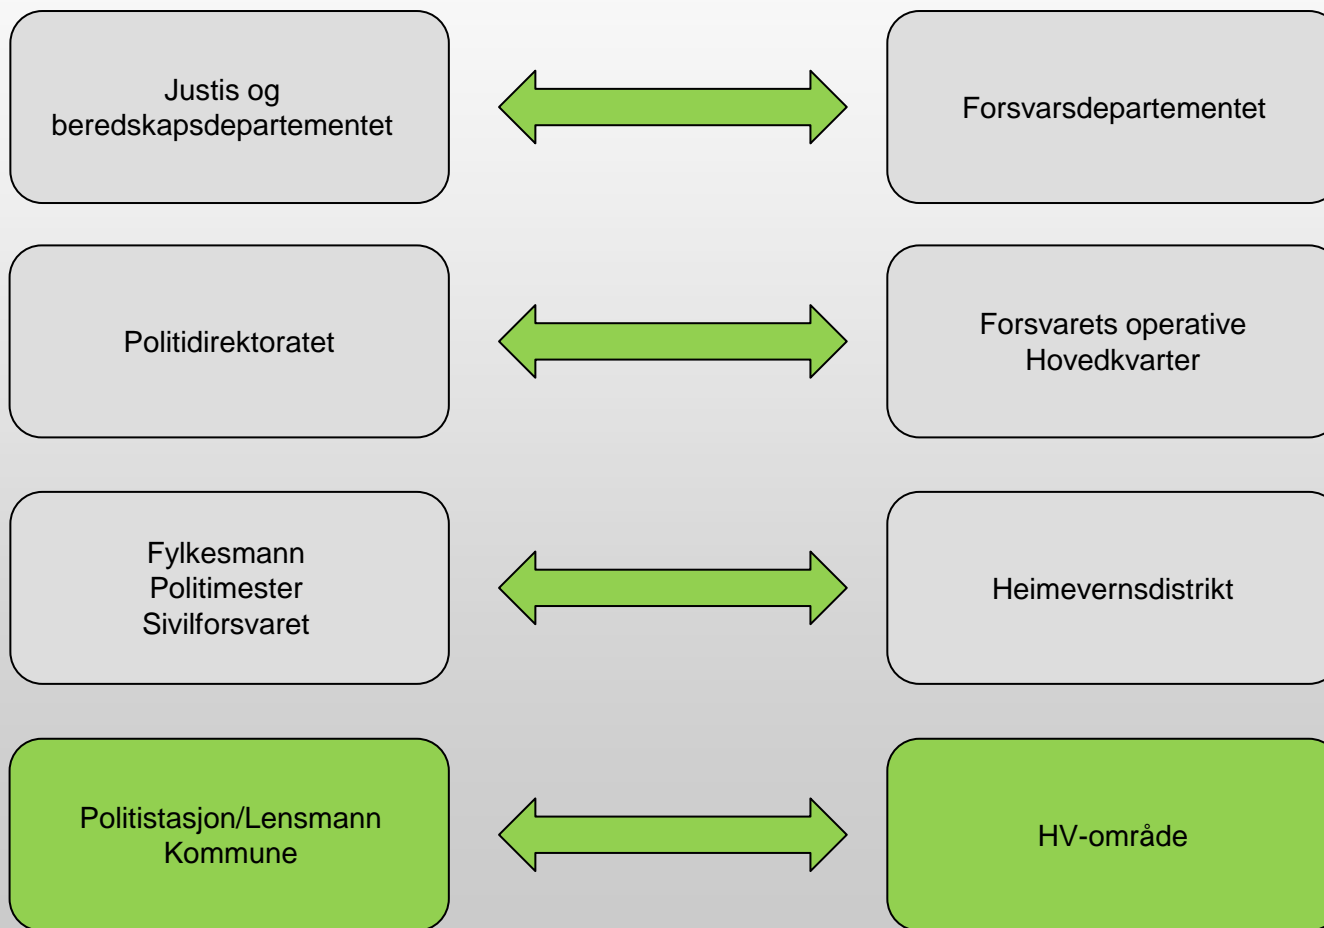 Justis og
beredskapsdepartementet
Forsvarsdepartementet
Politidirektoratet
Forsvarets operative
Hovedkvarter
Fylkesmann
Politimester
Sivilforsvaret
Heimevernsdistrikt
Politistasjon/Lensmann
Kommune
HV-område